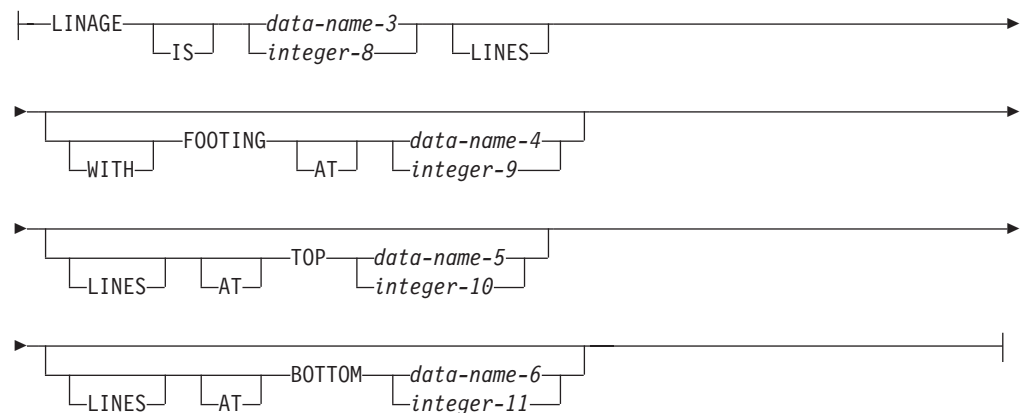 LINAGE data-name-3
IS integer-8 LINES
FOOTING data-name-4
WITH AT integer-9
TOP data-name-5
LINES AT integer-10
BOTTOM data-name-6
LINES AT integer-11